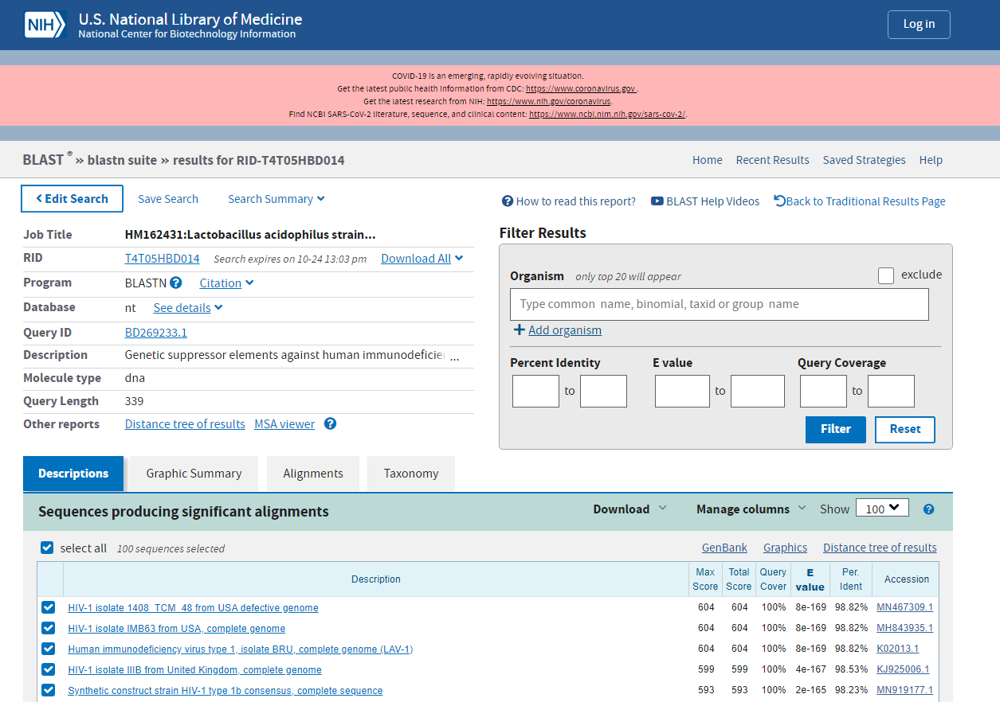 NIH U.S. National Library of Medicine
National Center for Biotechnology Information
Log in
COVID-19 is an emerging, rapidly evolving situation.
Get the latest public health information from CDC: https://www.coronavirus.gov .
Get the latest research from NIH: https://www.nih.gov/coronavirus.
Find NCBI SARS-CoV-2 literature, sequence, and clinical content: https://www.ncbi.nlm.nih.gov/sars-cov-2/.
BLAST ® » blastn suite » results for RID-T4T05HBD014
Home Recent Results Saved Strategies Help
Edit Search Save Search Search Summary
How to read this report? BLAST Help Videos Back to Traditional Results Page
Job Title HM162431:Lactobacillus acidophilus strain...
RID T4T05HBD014 Search expires on 10-24 13:03 pm Download All
Program BLASTN ? Citation
Database nt See details
Query ID BD269233.1
Description Genetic suppressor elements against human immunodeficien ...
Molecule type dna
Query Length 339
Other reports Distance tree of results MSA viewer ?
Filter Results
Organism only top 20 will appear exclude
Type common name, binomial, taxid or group name
+ Add organism
Percent Identity E value Query Coverage
to to to
Filter Reset
Descriptions Graphic Summary Alignments Taxonomy
Sequences producing significant alignments Download Manage columns Show 100 ?
select all 100 sequences selected GenBank Graphics Distance tree of results
Description Max Score Total Score Query Cover E value Per. Ident Accession
HIV-1 isolate 1408_TCM_48 from USA defective genome 604 604 100% 8e-169 98.82% MN467309.1
HIV-1 isolate IMB63 from USA, complete genome 604 604 100% 8e-169 98.82% MH843935.1
Human immunodeficiency virus type 1, isolate BRU, complete genome (LAV-1) 604 604 100% 8e-169 98.82% K02013.1
HIV-1 isolate IIIB from United Kingdom, complete genome 599 599 100% 4e-167 98.53% KJ925006.1
Synthetic construct strain HIV-1 type 1b consensus, complete sequence 593 593 100% 2e-165 98.23% MN919177.1